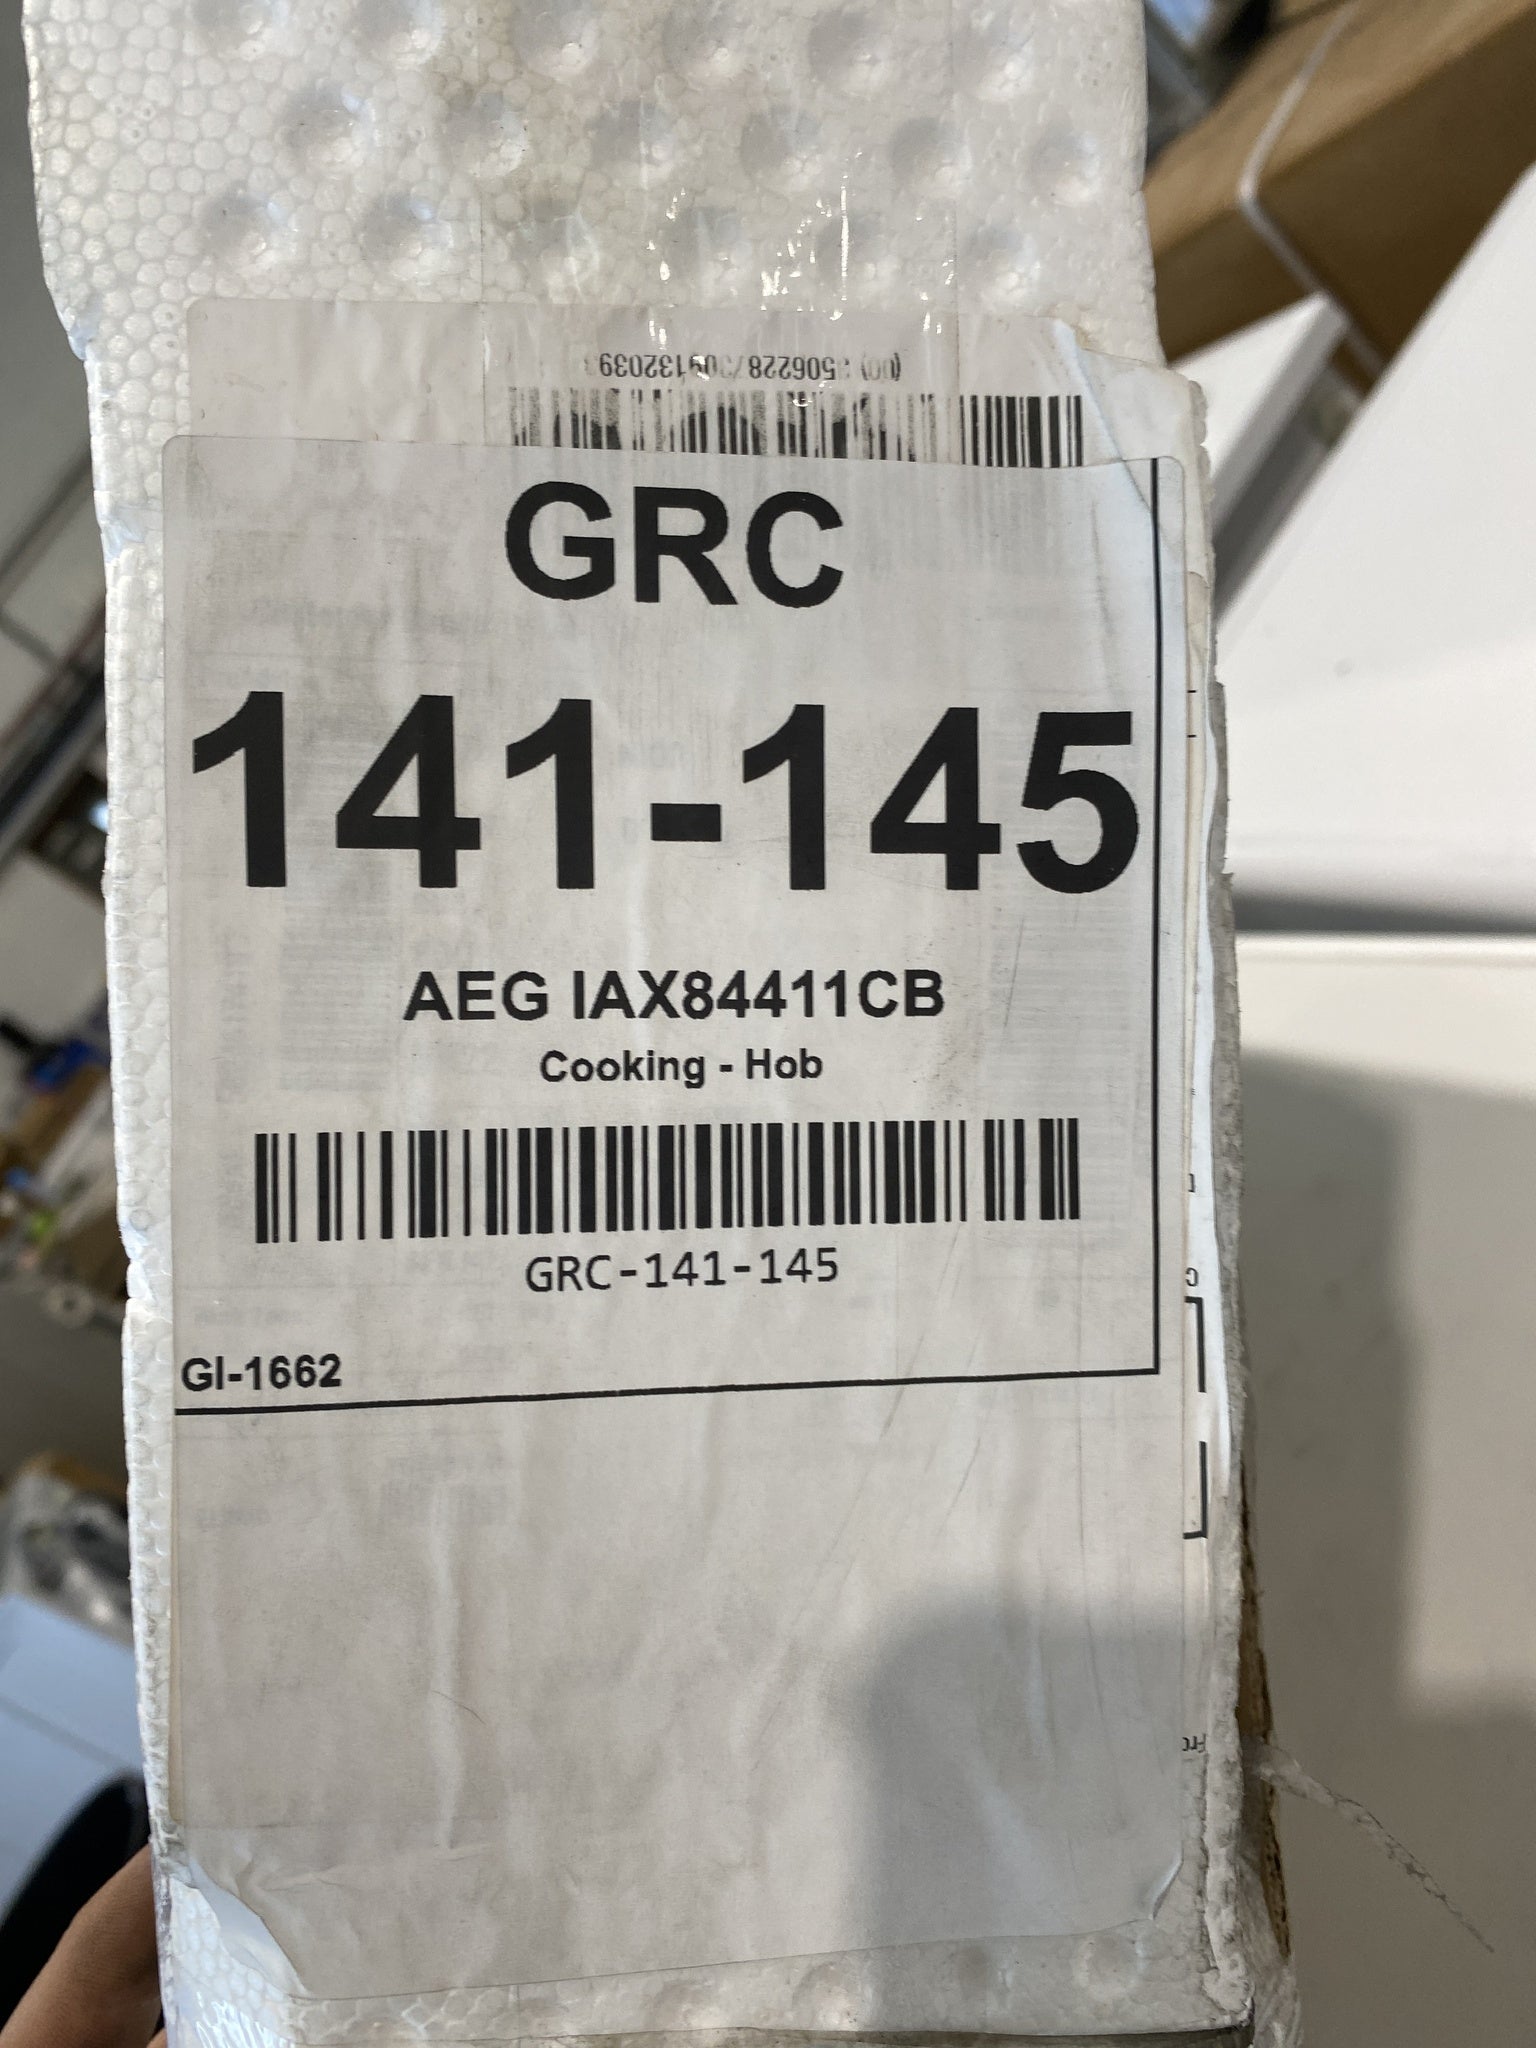 GRC
141-145
AEG IAX84411CB
Cooking - Hob
GRC-141-145
GI-1662